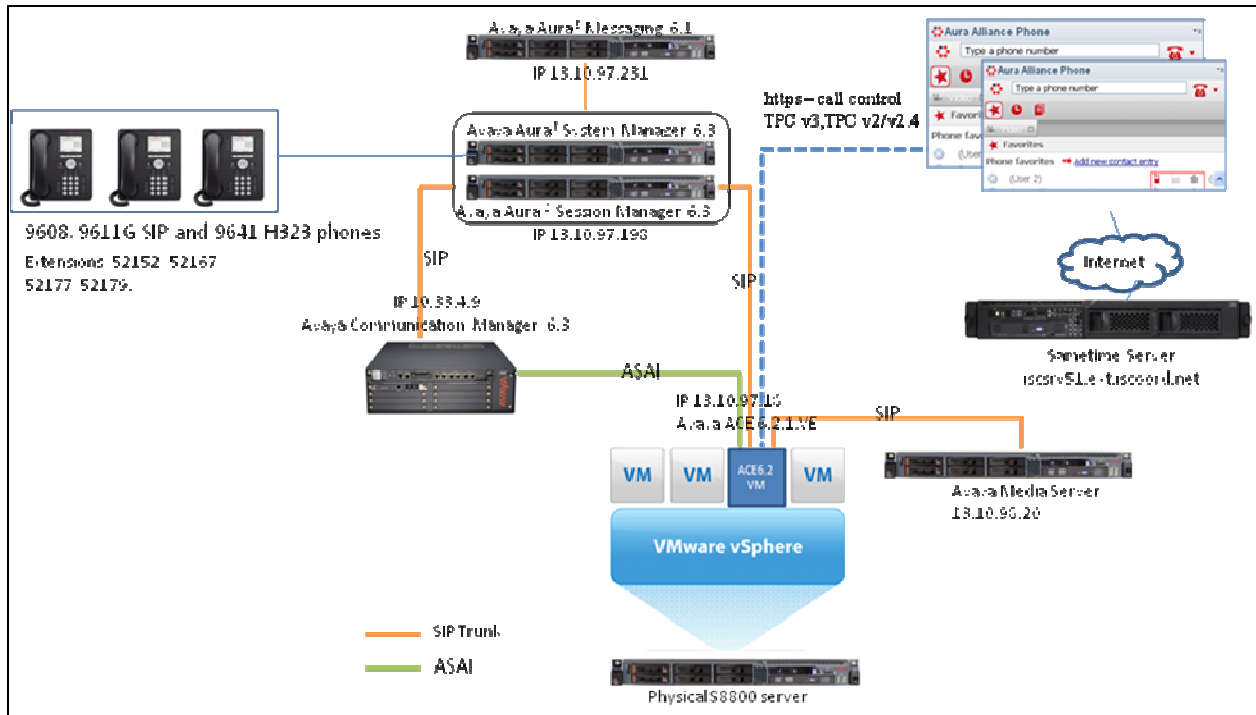 Avaya Aura® Messaging 6.1
IP 13.10.97.231
Aura Alliance Phone
Type a phone number
Aura Alliance Phone
Type a phone number
Favorites
Phone favorites
Add new contact entry
(User 2)
https – call control
TPC v3,TPC v2/v2.4
Avaya Aura® System Manager 6.3
Avaya Aura® Session Manager 6.3
IP 13.10.97.198
9608. 9611G SIP and 9641 H323 phones
Extensions 52152 52167
52177 52179.
SIP
SIP
Internet
IP 10.33.4.9
Avaya Communication Manager 6.3
Sametime Server
ASAI
IP 13.10.97.16
Avaya ACE 6.2.1.VE
SIP
VM
VM
ACE6.2
VM
VM
Avaya Media Server
13.10.96.20
VMware vSphere
SIP Trunk
ASAI
Physical S8800 server